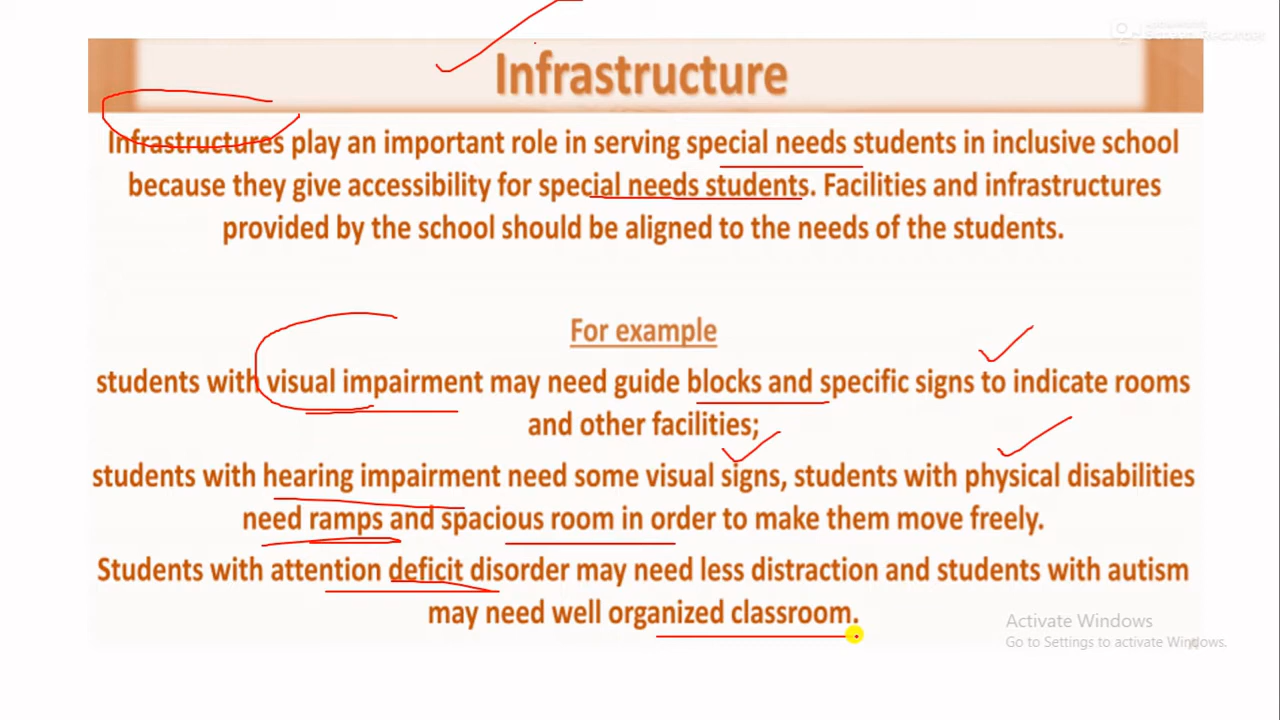 Infrastructure
Infrastructures play an important role in serving special needs students in inclusive school
because they give accessibility for special needs students. Facilities and infrastructures
provided by the school should be aligned to the needs of the students.
For example
students with visual impairment may need guide blocks and specific signs to indicate rooms
and other facilities;
students with hearing impairment need some visual signs, students with physical disabilities
need ramps and spacious room in order to make them move freely.
Students with attention deficit disorder may need less distraction and students with autism
may need well organized classroom.
Activate Windows
Go to Settings to activate Windows.